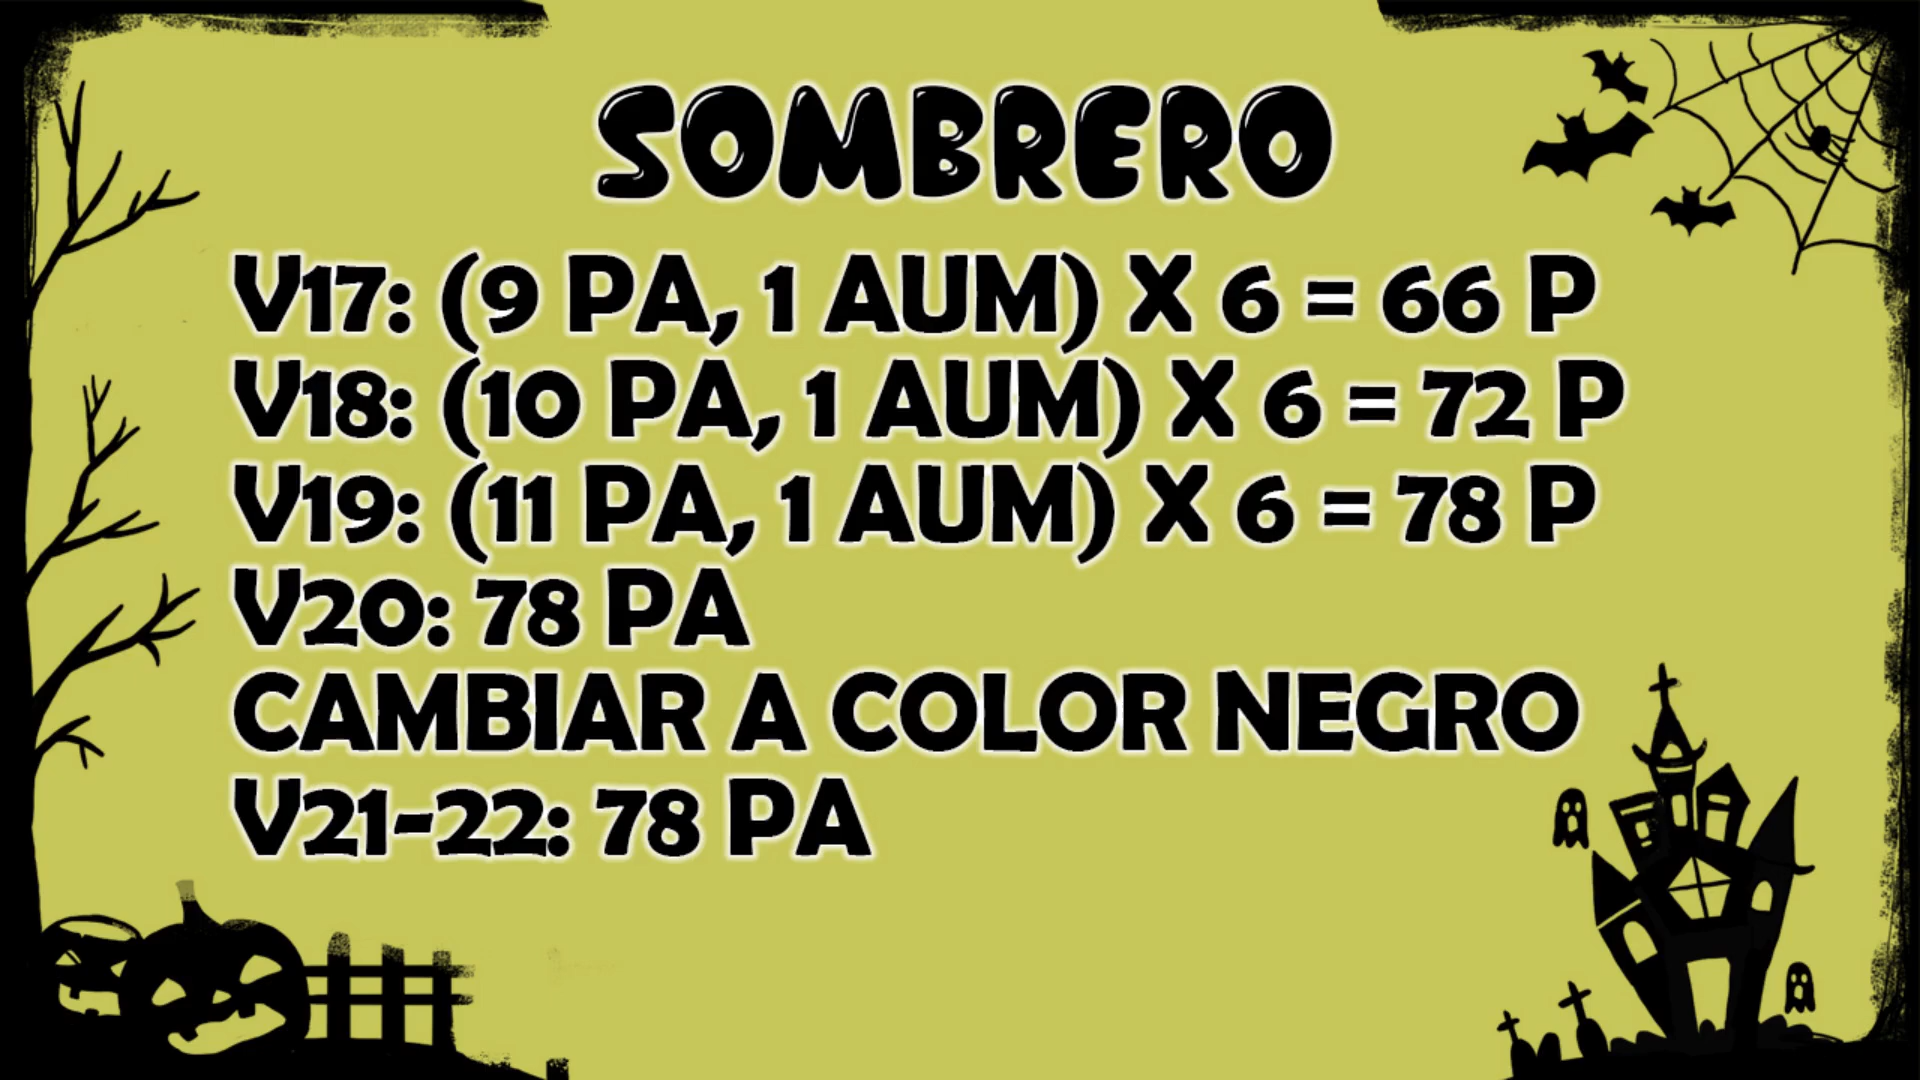 SOMBRERO
V17: (9 PA, 1 AUM) X 6 = 66 P
V18: (10 PA, 1 AUM) X 6 = 72 P
V19: (11 PA, 1 AUM) X 6 = 78 P
V20: 78 PA
CAMBIAR A COLOR NEGRO
V21-22: 78 PA